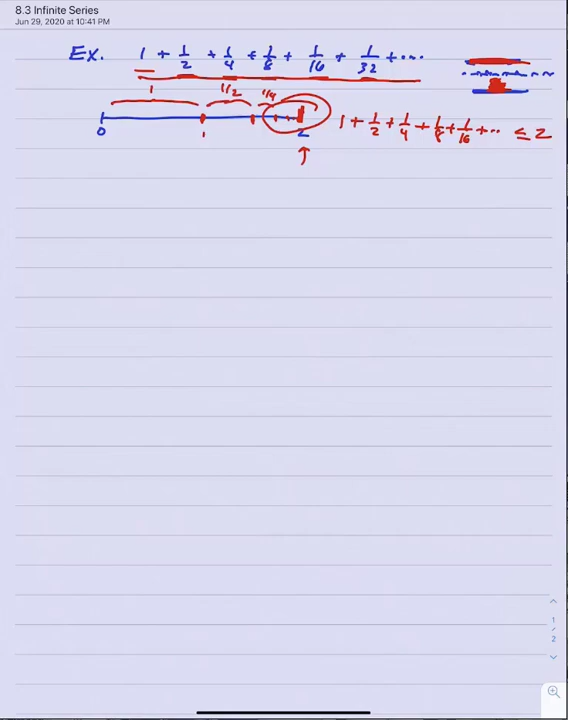 8.3 Infinite Series
Jun 29, 2020 at 10:41 PM
Ex. 1 + 1/2 + 1/4 + 1/8 + 1/16 + 1/32 + ...
1 1/2 1/4
0 1 2
1 + 1/2 + 1/4 + 1/8 + 1/16 + ... ≤ 2
1
/
2